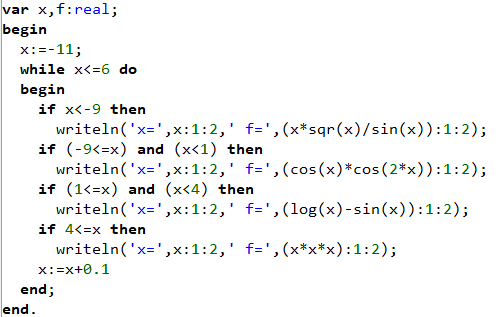 var x,f:real;
begin
  x:=-11;
  while x<=6 do
  begin
    if x<-9 then
      writeln('x=',x:1:2,' f=',(x*sqr(x)/sin(x)):1:2);
    if (-9<=x) and (x<1) then
      writeln('x=',x:1:2,' f=',(cos(x)*cos(2*x)):1:2);
    if (1<=x) and (x<4) then
      writeln('x=',x:1:2,' f=',(log(x)-sin(x)):1:2);
    if 4<=x then
      writeln('x=',x:1:2,' f=',(x*x*x):1:2);
    x:=x+0.1
  end;
end.